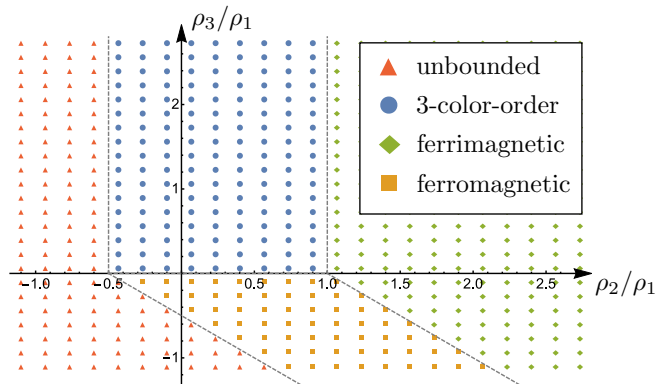 ρ₃/ρ₁
unbounded
3-color-order
ferrimagnetic
ferromagnetic
2
1
-1.0 -0.5 0.5 1.0 1.5 2.0 2.5
ρ₂/ρ₁
-1